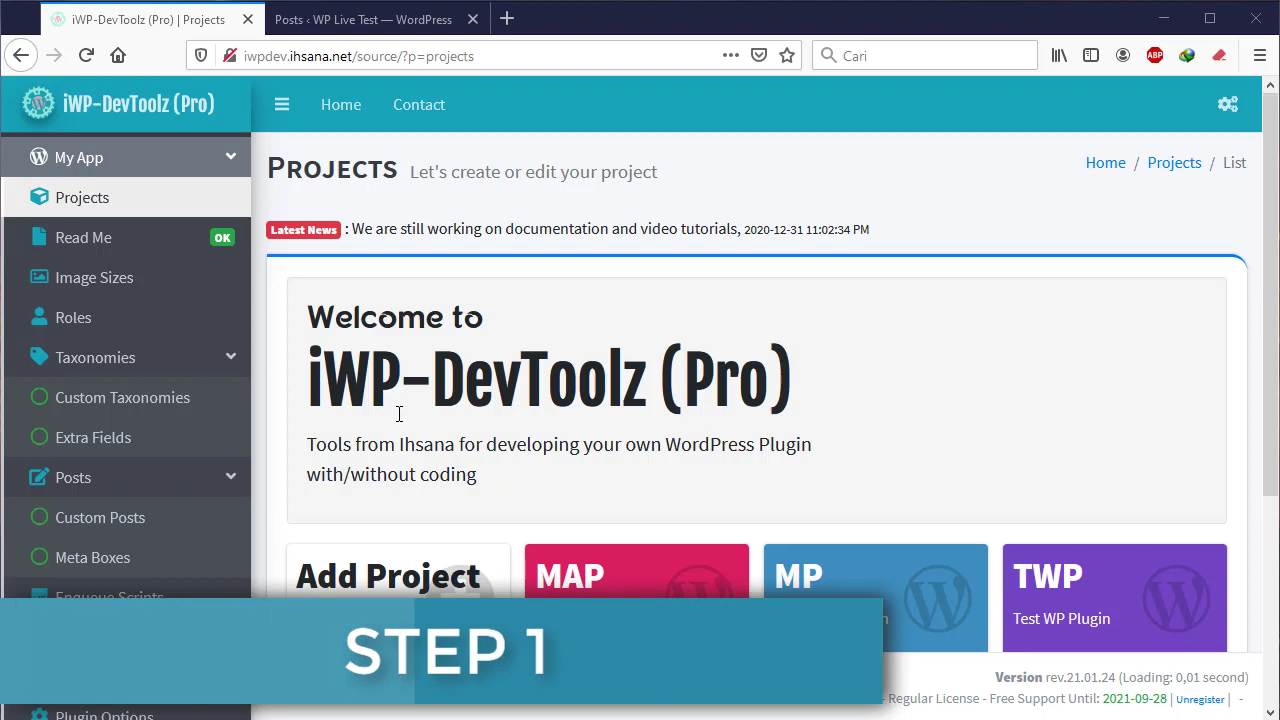 iWP-DevToolz (Pro) | Projects
Posts ‹ WP Live Test — WordPress
iwpdev.ihsana.net/source/?p=projects
Cari
ABP
iWP-DevToolz (Pro)
Home
Contact
My App
Projects
Read Me
OK
Image Sizes
Roles
Taxonomies
Custom Taxonomies
Extra Fields
Posts
Custom Posts
Meta Boxes
Enqueue Scripts
Plugin Options
Projects Let's create or edit your project
Home / Projects / List
Latest News : We are still working on documentation and video tutorials, 2020-12-31 11:02:34 PM
Welcome to
iWP-DevToolz (Pro)
Tools from Ihsana for developing your own WordPress Plugin
with/without coding
Add Project
MAP
MP
TWP
Test WP Plugin
STEP 1
Version rev.21.01.24 (Loading: 0,01 second)
- Regular License - Free Support Until: 2021-09-28 | Unregister | -